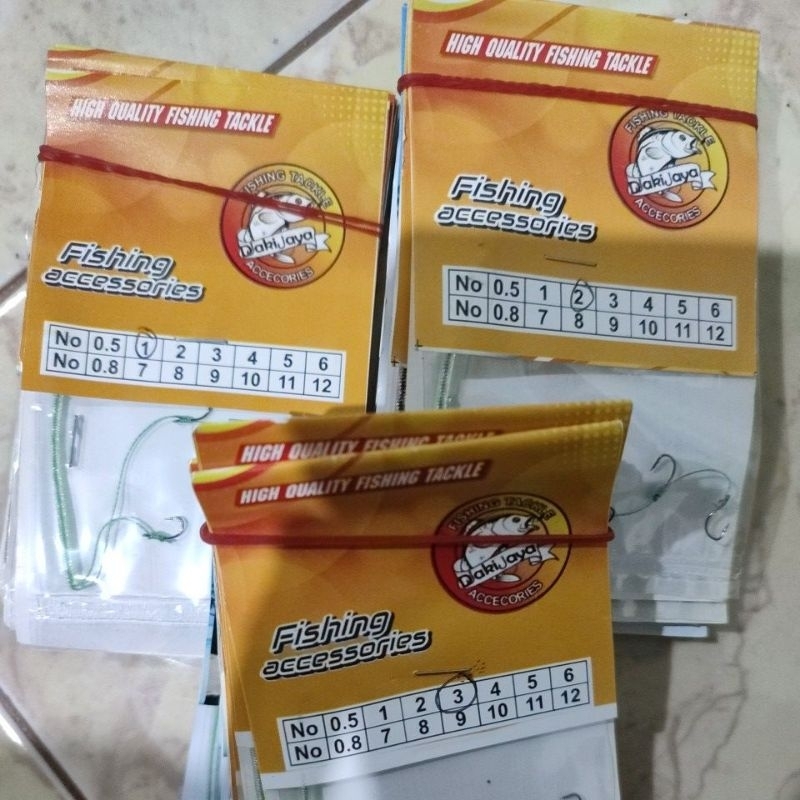 HIGH QUALITY FISHING TACKLE
FISHING TACKLE
DakiJaya
ACCECORIES
Fishing
accessories
No 0.5 1 2 3 4 5 6
No 0.8 7 8 9 10 11 12
HIGH QUALITY FISHING TACKLE
FISHING TACKLE
DakiJaya
ACCECORIES
Fishing
accessories
No 0.5 1 2 3 4 5 6
No 0.8 7 8 9 10 11 12
HIGH QUALITY FISHING TACKLE
HIGH QUALITY FISHING TACKLE
FISHING TACKLE
DakiJaya
ACCECORIES
Fishing
accessories
No 0.5 1 2 3 4 5 6
No 0.8 7 8 9 10 11 12